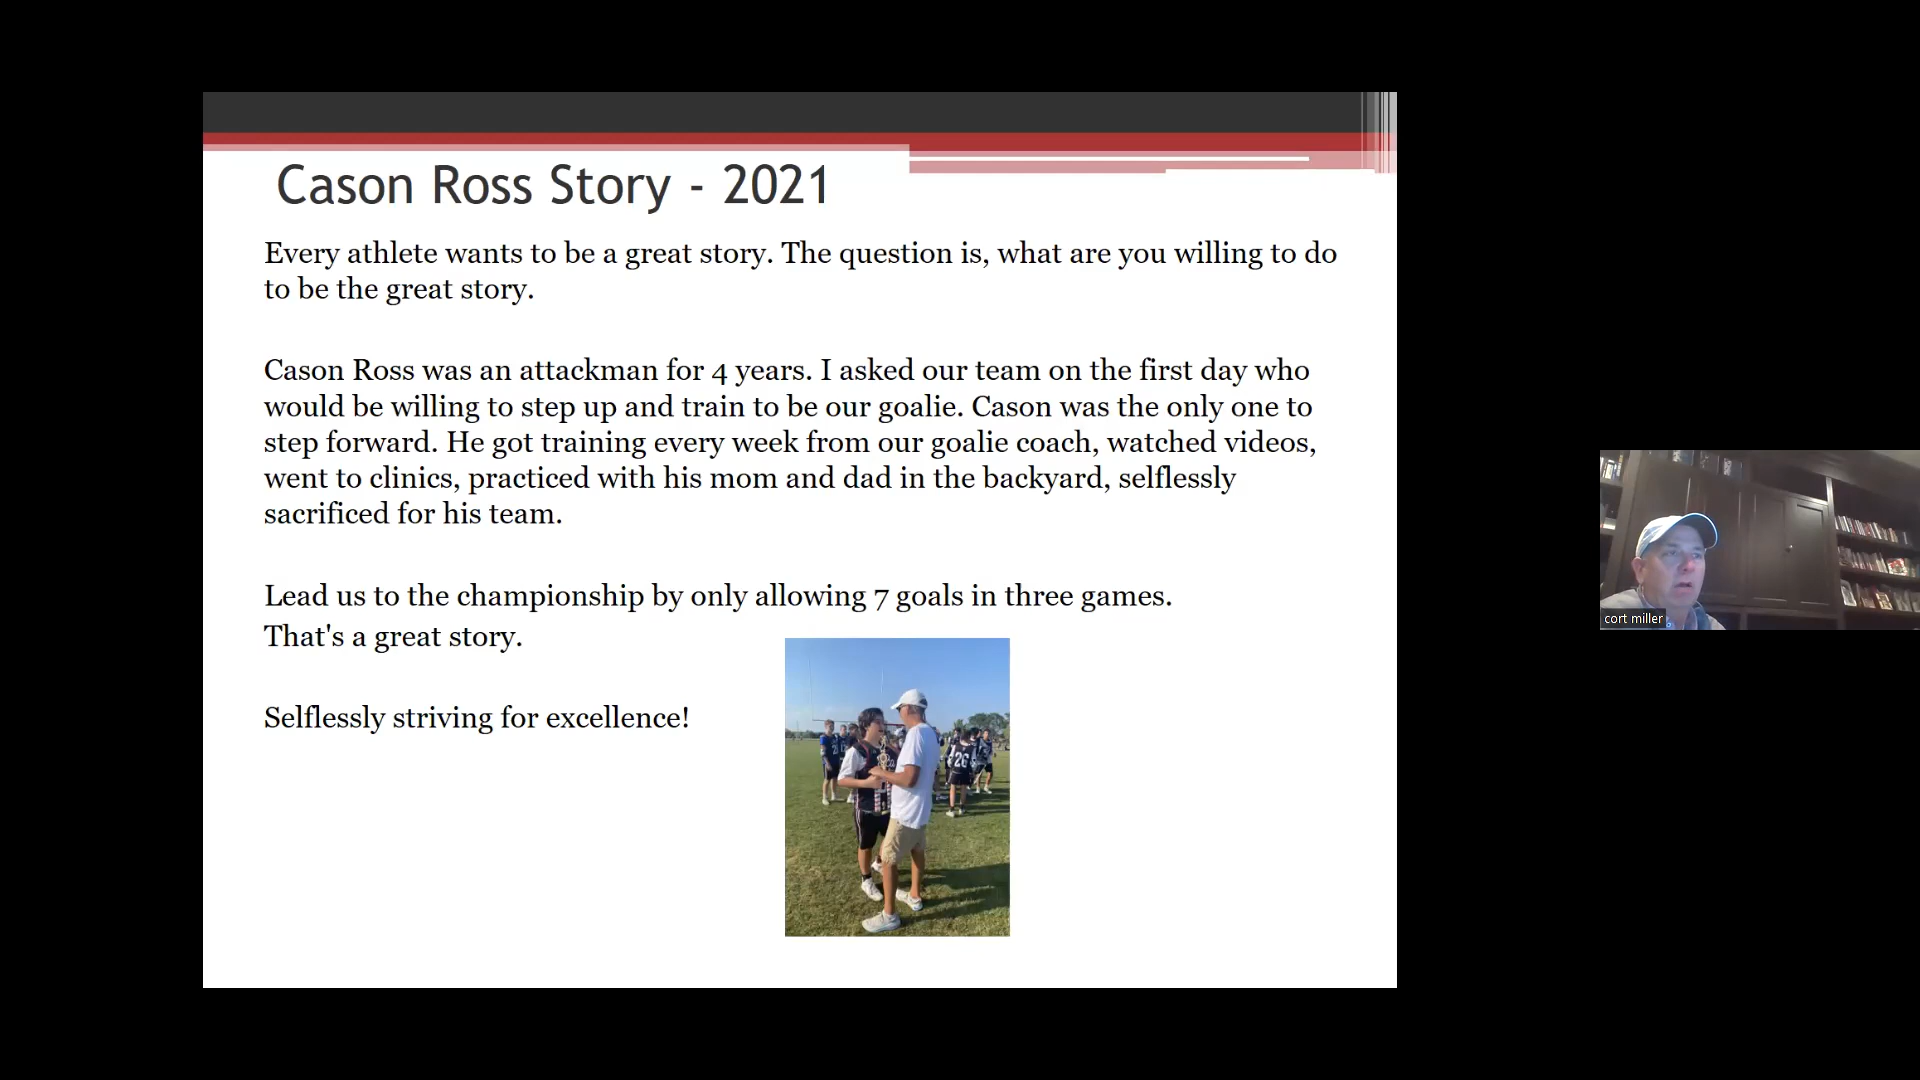 Cason Ross Story - 2021
Every athlete wants to be a great story. The question is, what are you willing to do
to be the great story.
Cason Ross was an attackman for 4 years. I asked our team on the first day who
would be willing to step up and train to be our goalie. Cason was the only one to
step forward. He got training every week from our goalie coach, watched videos,
went to clinics, practiced with his mom and dad in the backyard, selflessly
sacrificed for his team.
Lead us to the championship by only allowing 7 goals in three games.
That's a great story.
Selflessly striving for excellence!
26
cort miller